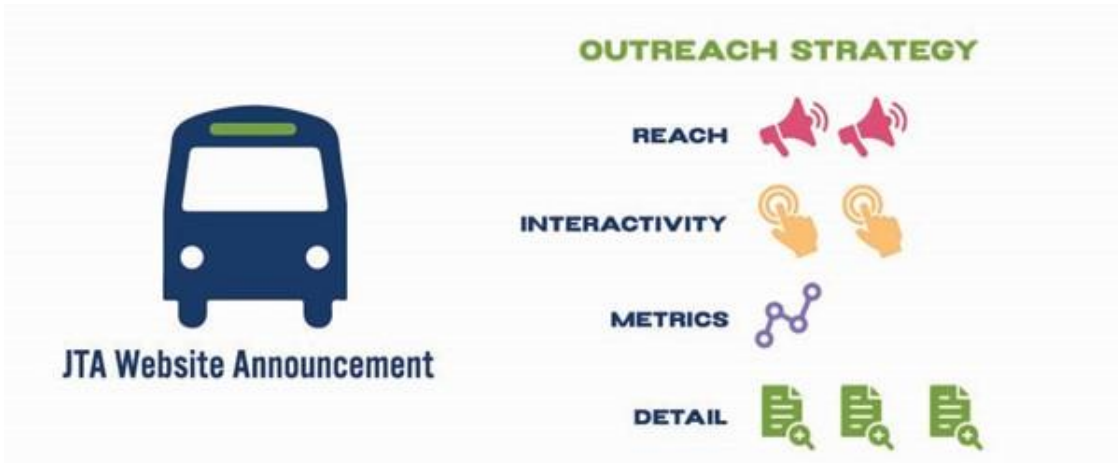 OUTREACH STRATEGY
REACH
INTERACTIVITY
METRICS
DETAIL
JTA Website Announcement